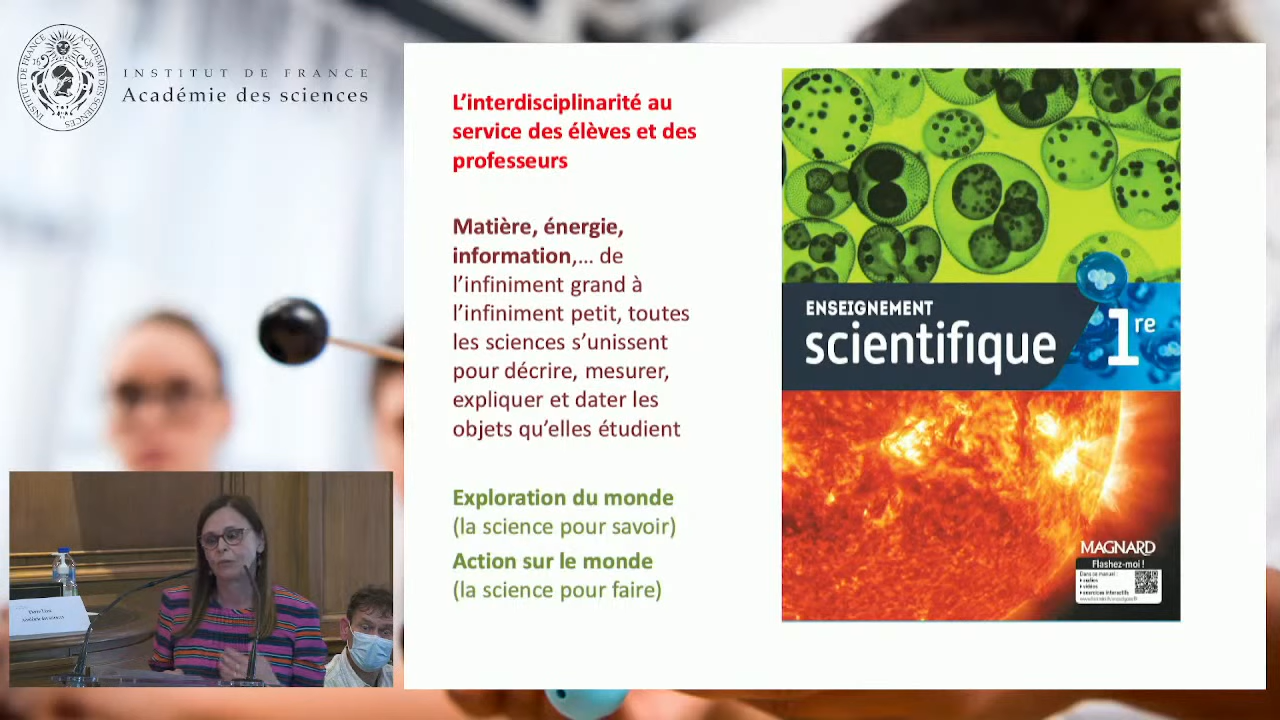 INSTITUT DE FRANCE
Académie des sciences
L'interdisciplinarité au
service des élèves et des
professeurs
Matière, énergie,
information,... de
l'infiniment grand à
l'infiniment petit, toutes
les sciences s'unissent
pour décrire, mesurer,
expliquer et dater les
objets qu'elles étudient
Exploration du monde
(la science pour savoir)
Action sur le monde
(la science pour faire)
ENSEIGNEMENT
scientifique 1re
MAGNARD
Flashez-moi !